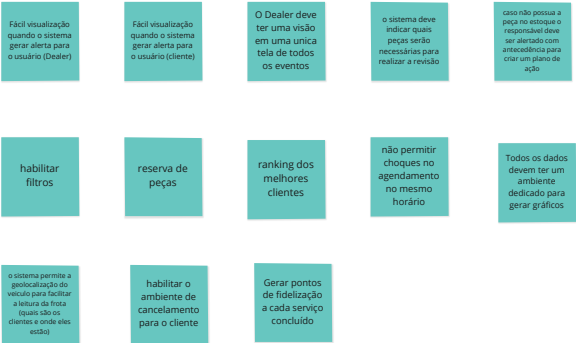 Fácil visualização
quando o sistema
gerar alerta para
o usuário (Dealer)
Fácil visualização
quando o sistema
gerar alerta para
o usuário (cliente)
O Dealer deve
ter uma visão
em uma unica
tela de todos
os eventos
o sistema deve
indicar quais
peças serão
necessárias para
realizar a revisão
caso não possua a
peça no estoque o
responsável deve
ser alertado com
antecedência para
criar um plano de
ação
habilitar
filtros
reserva de
peças
ranking dos
melhores
clientes
não permitir
choques no
agendamento
no mesmo
horário
Todos os dados
devem ter um
ambiente
dedicado para
gerar gráficos
o sistema permite a
geolocalização do
veiculo para facilitar
a leitura da frota
(quais são os
clientes e onde eles
estão)
habilitar o
ambiente de
cancelamento
para o cliente
Gerar pontos
de fidelização
a cada serviço
concluído